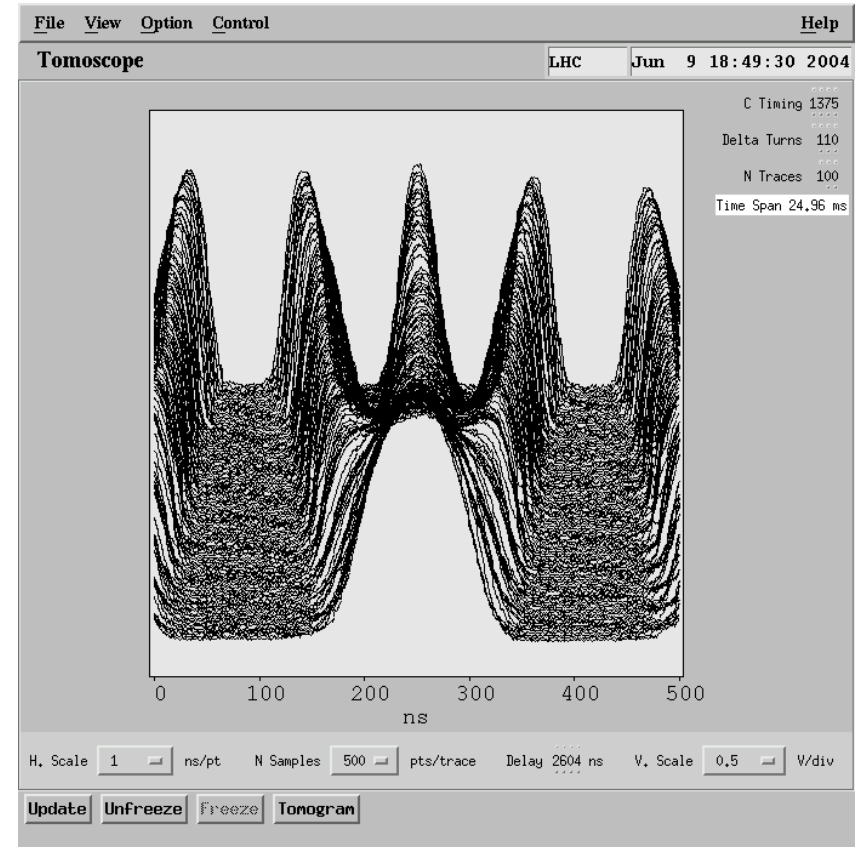 File View Option Control Help
Tomoscope LHC Jun 9 18:49:30 2004
C Timing 1375
Delta Turns 110
N Traces 100
Time Span 24.96 ms
0 100 200 300 400 500
ns
H. Scale 1 ns/pt N Samples 500 pts/trace Delay 2604 ns V. Scale 0.5 V/div
Update Unfreeze Freeze Tomogram